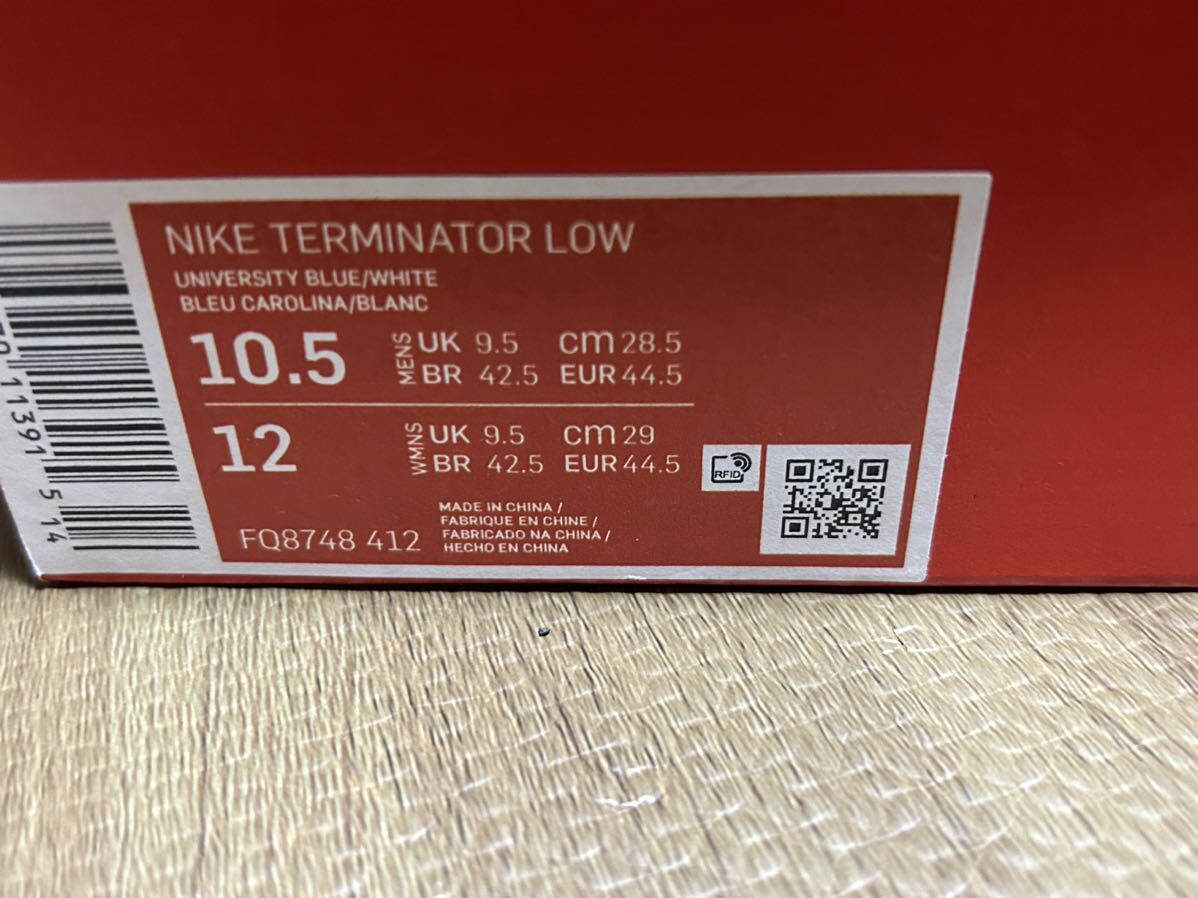 NIKE TERMINATOR LOW
UNIVERSITY BLUE/WHITE
BLEU CAROLINA/BLANC
10.5 MENS UK 9.5 cm 28.5
BR 42.5 EUR 44.5
12 WMNS UK 9.5 cm 29
BR 42.5 EUR 44.5
FQ8748 412
MADE IN CHINA /
FABRIQUE EN CHINE /
FABRICADO NA CHINA /
HECHO EN CHINA
RFID
11391 514